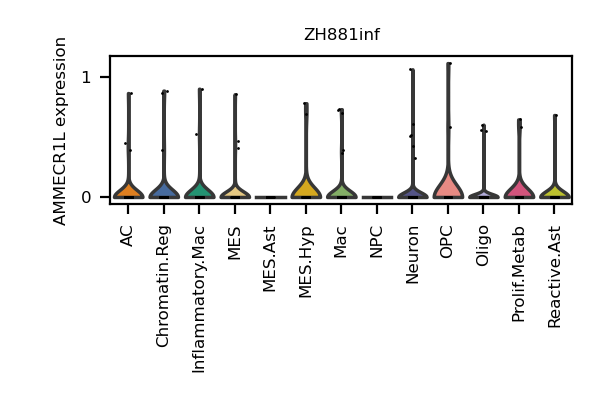 ZH881inf
AMMECR1L expression
1
0
AC
Chromatin.Reg
Inflammatory.Mac
MES
MES.Ast
MES.Hyp
Mac
NPC
Neuron
OPC
Oligo
Prolif.Metab
Reactive.Ast